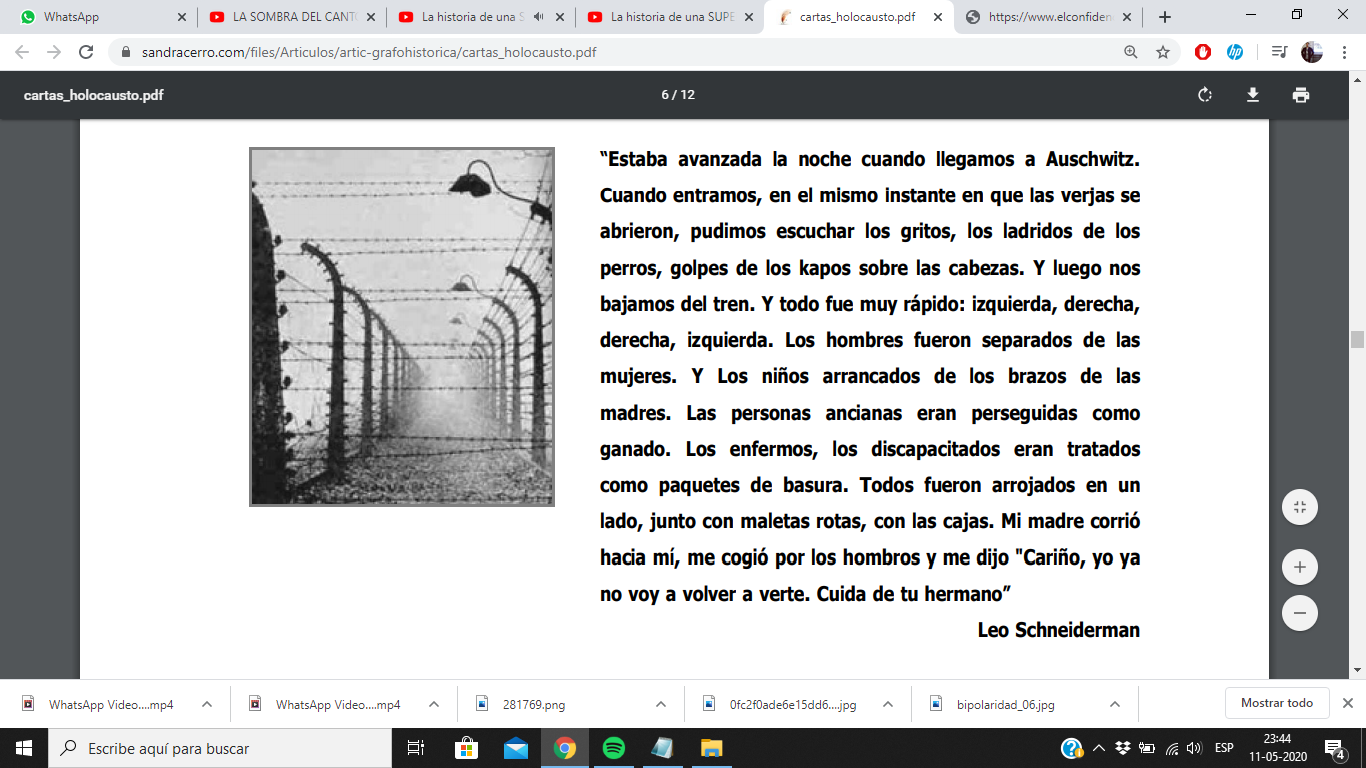 WhatsApp
LA SOMBRA DEL CANTO
La historia de una S
La historia de una SUPE
cartas_holocausto.pdf
https://www.elconfiden
sandracerro.com/files/Articulos/artic-grafohistorica/cartas_holocausto.pdf
cartas_holocausto.pdf
6 / 12
“Estaba avanzada la noche cuando llegamos a Auschwitz.
Cuando entramos, en el mismo instante en que las verjas se
abrieron, pudimos escuchar los gritos, los ladridos de los
perros, golpes de los kapos sobre las cabezas. Y luego nos
bajamos del tren. Y todo fue muy rápido: izquierda, derecha,
derecha, izquierda. Los hombres fueron separados de las
mujeres. Y Los niños arrancados de los brazos de las
madres. Las personas ancianas eran perseguidas como
ganado. Los enfermos, los discapacitados eran tratados
como paquetes de basura. Todos fueron arrojados en un
lado, junto con maletas rotas, con las cajas. Mi madre corrió
hacia mí, me cogió por los hombros y me dijo "Cariño, yo ya
no voy a volver a verte. Cuida de tu hermano”
Leo Schneiderman
WhatsApp Video....mp4
WhatsApp Video....mp4
281769.png
0fc2f0ade6e15dd6....jpg
bipolaridad_06.jpg
Mostrar todo
Escribe aquí para buscar
ESP
23:44
11-05-2020
4